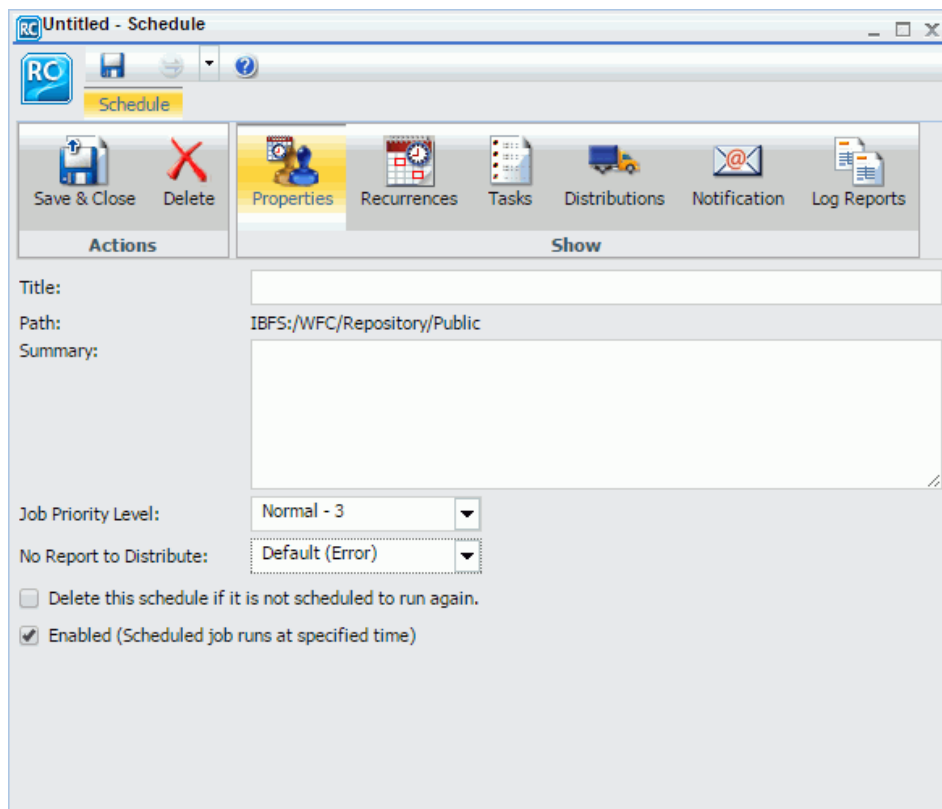 RC Untitled - Schedule
RC
Schedule
Save & Close Delete Properties Recurrences Tasks Distributions Notification Log Reports
Actions Show
Title:
Path: IBFS:/WFC/Repository/Public
Summary:
Job Priority Level: Normal - 3
No Report to Distribute: Default (Error)
Delete this schedule if it is not scheduled to run again.
Enabled (Scheduled job runs at specified time)